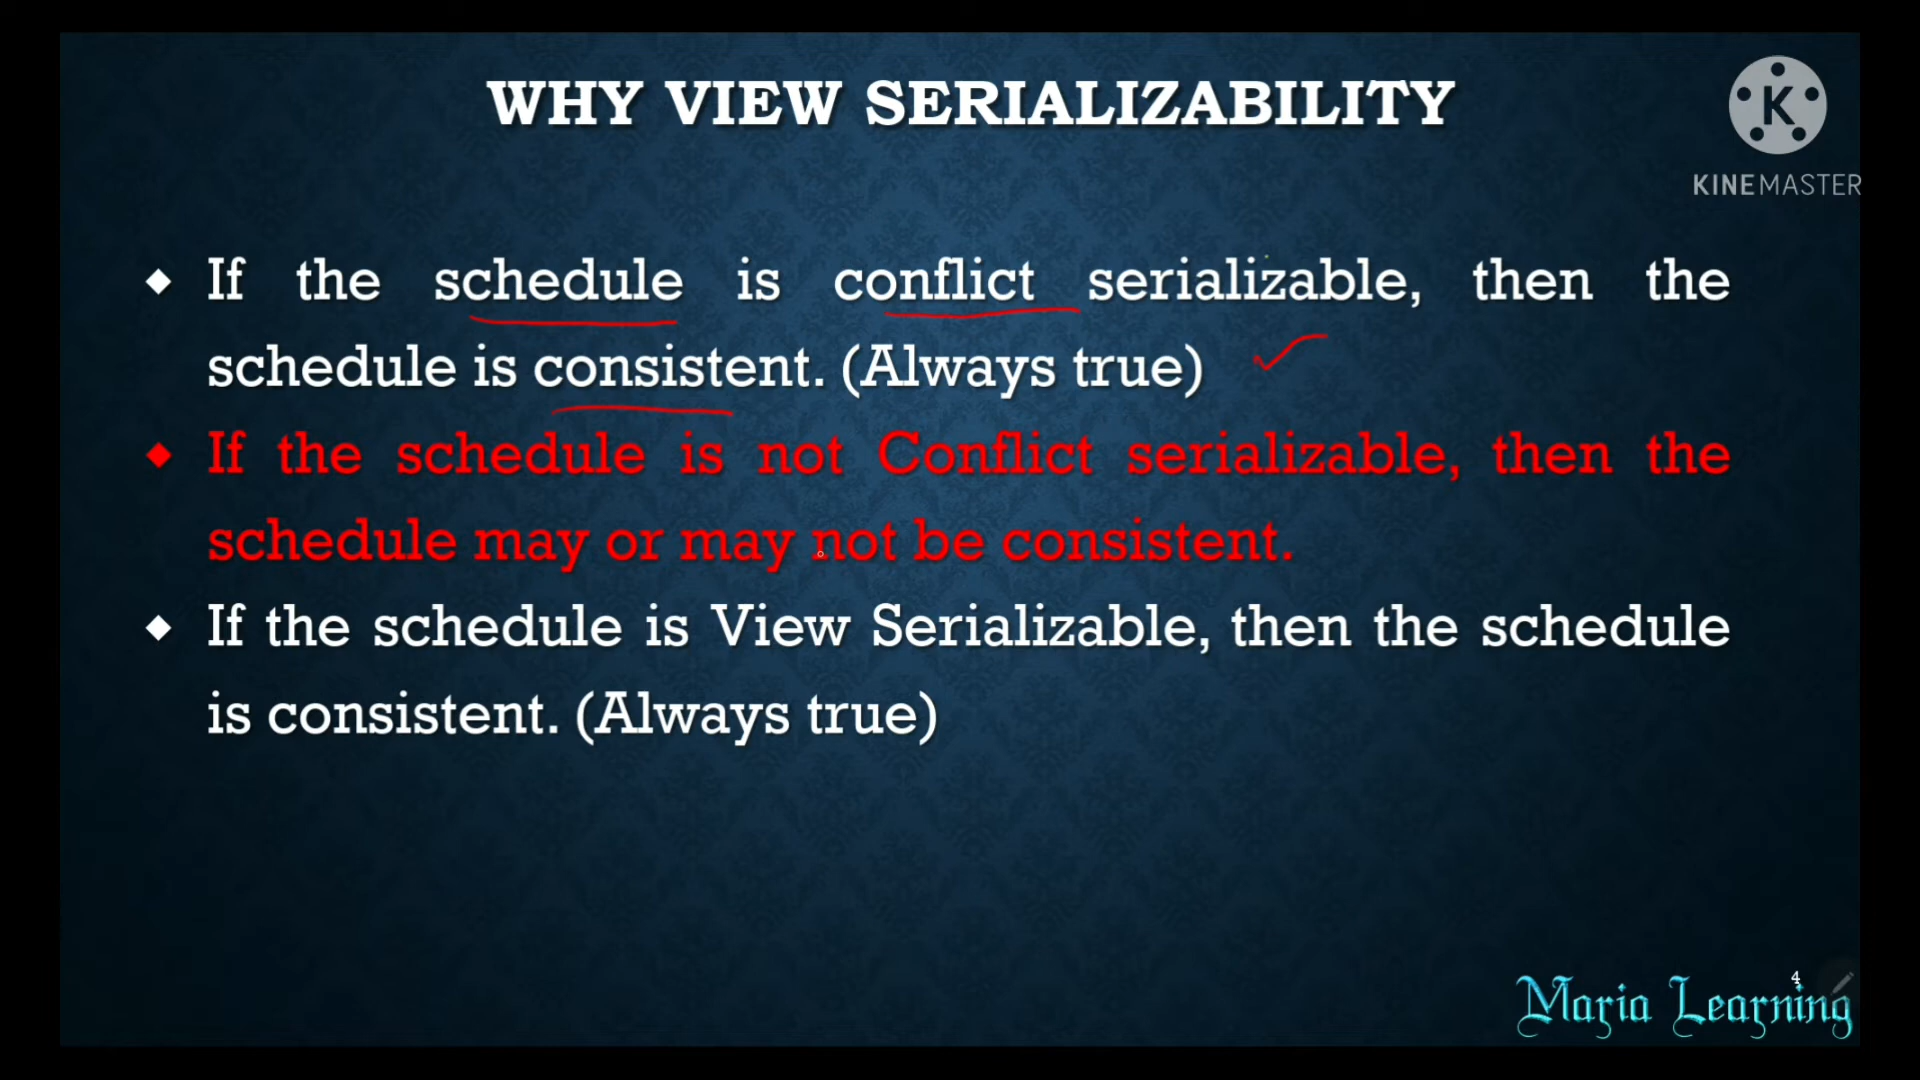 WHY VIEW SERIALIZABILITY
K
KINEMASTER
◆ If the schedule is conflict serializable, then the
schedule is consistent. (Always true)
◆ If the schedule is not Conflict serializable, then the
schedule may or may not be consistent.
◆ If the schedule is View Serializable, then the schedule
is consistent. (Always true)
4
Maria Learning